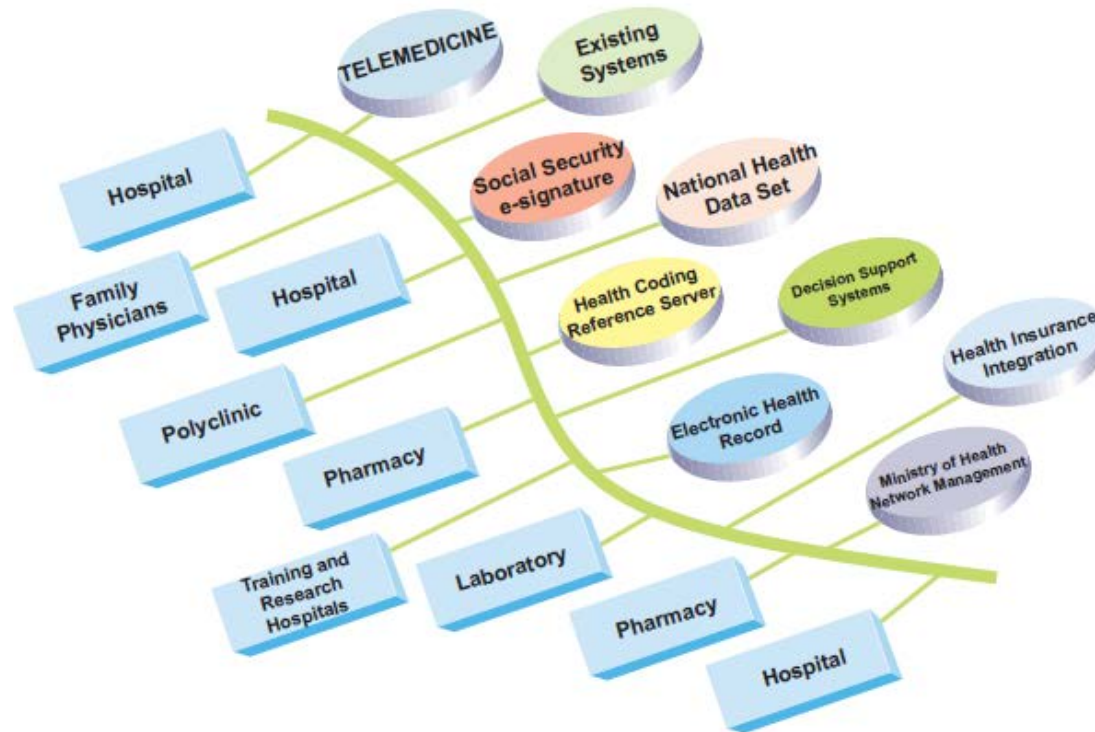 TELEMEDICINE
Existing
Systems
Hospital
Social Security
e-signature
National Health
Data Set
Family
Physicians
Hospital
Health Coding
Reference Server
Decision Support
Systems
Health Insurance
Integration
Polyclinic
Pharmacy
Electronic Health
Record
Ministry of Health
Network Management
Training and
Research
Hospitals
Laboratory
Pharmacy
Hospital